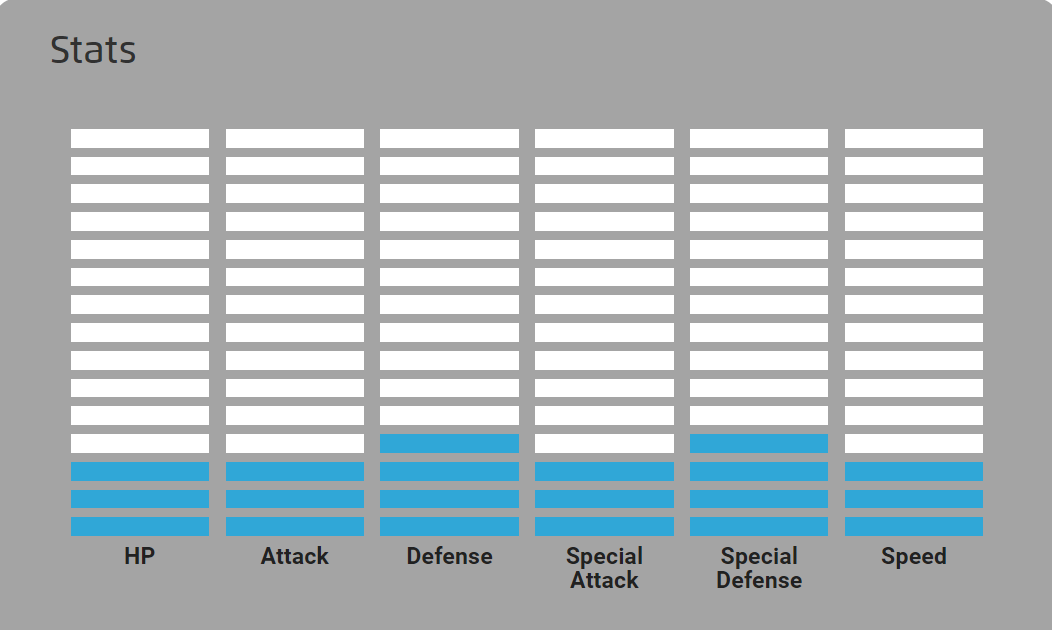 Stats
HP
Attack
Defense
Special
Attack
Special
Defense
Speed